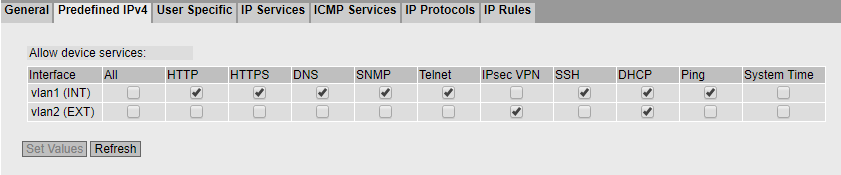 General Predefined IPv4 User Specific IP Services ICMP Services IP Protocols IP Rules
Allow device services:
Interface All HTTP HTTPS DNS SNMP Telnet IPsec VPN SSH DHCP Ping System Time
vlan1 (INT)
vlan2 (EXT)
Set Values Refresh